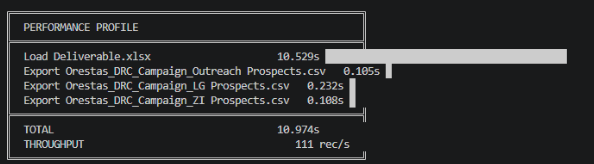 PERFORMANCE PROFILE
Load Deliverable.xlsx 10.529s
Export Orestas_DRC_Campaign_Outreach Prospects.csv 0.105s
Export Orestas_DRC_Campaign_LG Prospects.csv 0.232s
Export Orestas_DRC_Campaign_ZI Prospects.csv 0.108s
TOTAL 10.974s
THROUGHPUT 111 rec/s